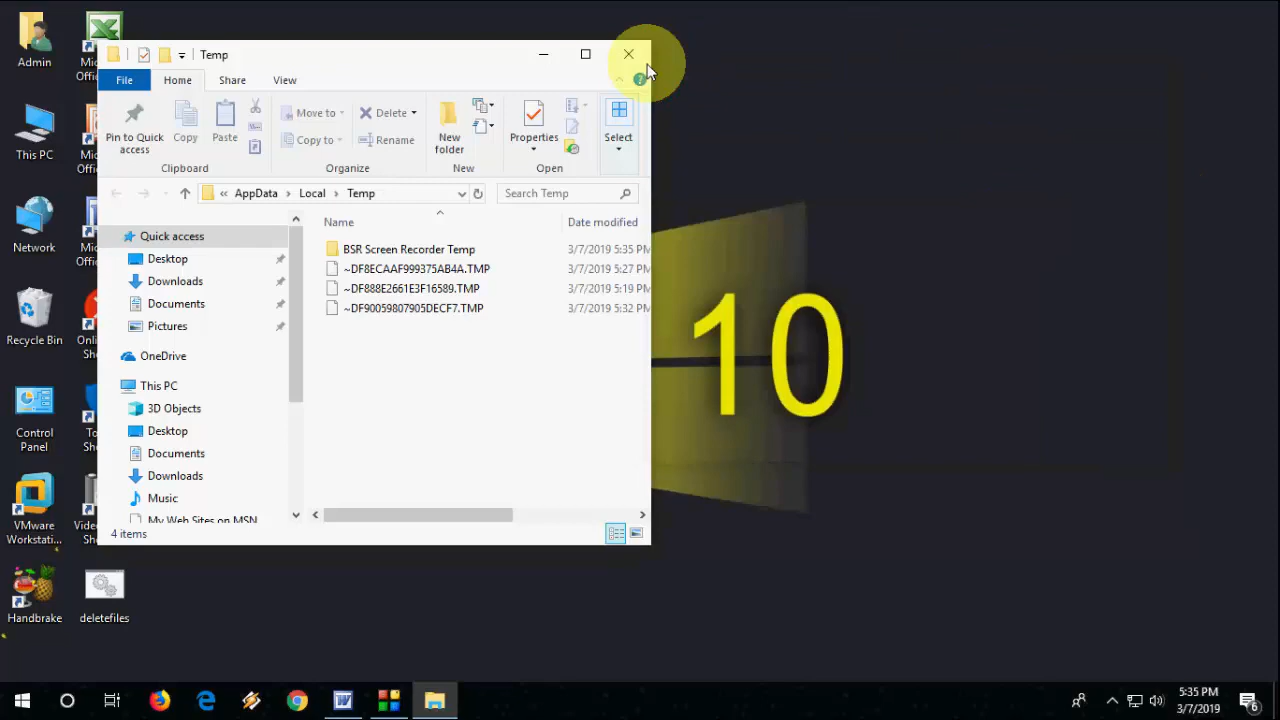 Temp
File
Home
Share
View
Pin to Quick
access
Copy
Paste
Move to
Copy to
Delete
Rename
New
folder
Properties
Select
Clipboard
Organize
New
Open
« AppData > Local > Temp
Search Temp
Name
Date modified
BSR Screen Recorder Temp
3/7/2019 5:35 PM
~DF8ECAAF999375AB4A.TMP
3/7/2019 5:27 PM
~DF888E2661E3F16589.TMP
3/7/2019 5:19 PM
~DF90059807905DECF7.TMP
3/7/2019 5:32 PM
Quick access
Desktop
Downloads
Documents
Pictures
OneDrive
This PC
3D Objects
Desktop
Documents
Downloads
Music
My Web Sites on MSN
4 items
Admin
This PC
Network
Recycle Bin
Control
Panel
VMware
Workstati...
Handbrake
deletefiles
10
5:35 PM
3/7/2019
6